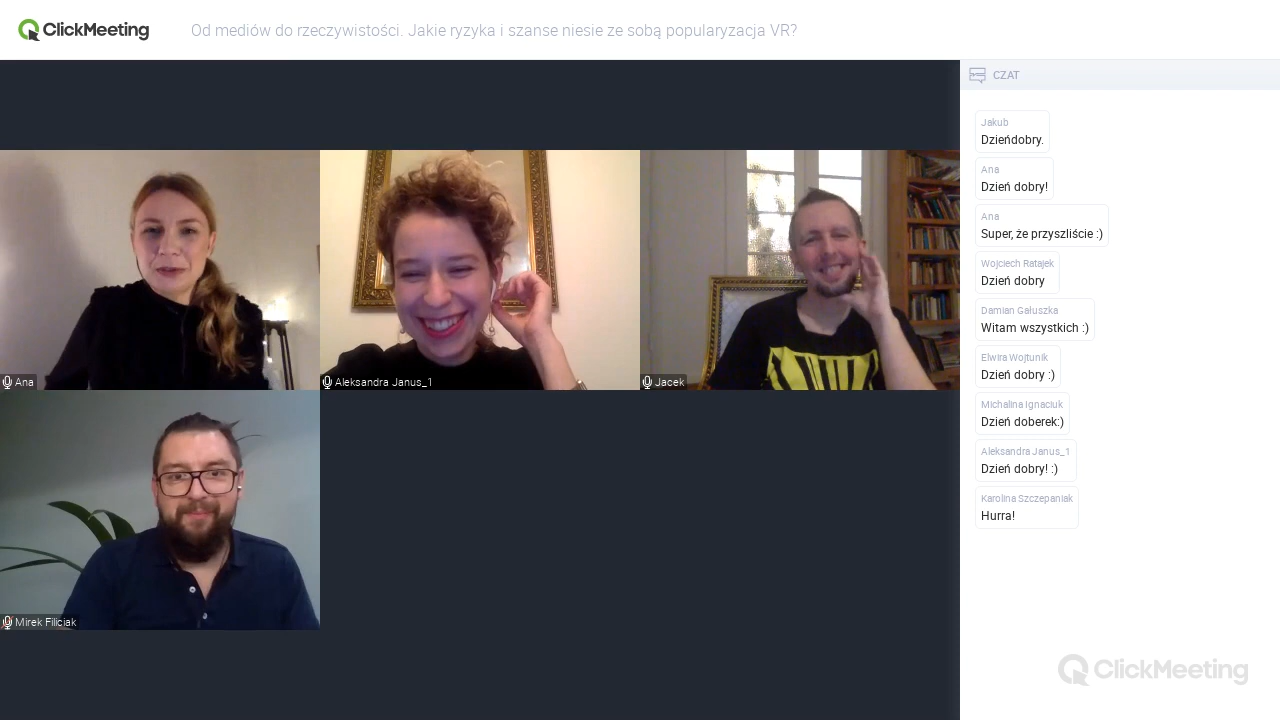 ClickMeeting
Od mediów do rzeczywistości. Jakie ryzyka i szanse niesie ze sobą popularyzacja VR?
Ana
Aleksandra Janus_1
Jacek
Mirek Filiciak
CZAT
Jakub
Dzieńdobry.
Ana
Dzień dobry!
Ana
Super, że przyszliście :)
Wojciech Ratajek
Dzień dobry
Damian Gałuszka
Witam wszystkich :)
Elwira Wojtunik
Dzień dobry :)
Michalina Ignaciuk
Dzień doberek:)
Aleksandra Janus_1
Dzień dobry! :)
Karolina Szczepaniak
Hurra!
ClickMeeting